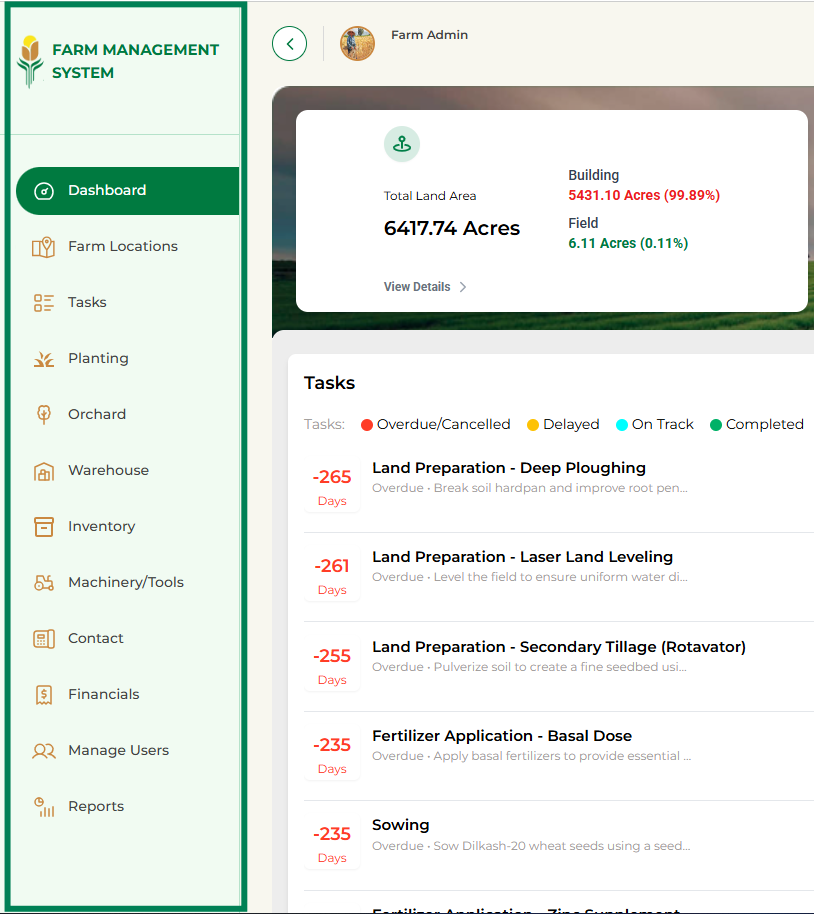 FARM MANAGEMENT
SYSTEM
Dashboard
Farm Locations
Tasks
Planting
Orchard
Warehouse
Inventory
Machinery/Tools
Contact
Financials
Manage Users
Reports
Farm Admin
Total Land Area
6417.74 Acres
View Details
Building
5431.10 Acres (99.89%)
Field
6.11 Acres (0.11%)
Tasks
Tasks: Overdue/Cancelled Delayed On Track Completed
-265
Days
Land Preparation - Deep Ploughing
Overdue • Break soil hardpan and improve root pen...
-261
Days
Land Preparation - Laser Land Leveling
Overdue • Level the field to ensure uniform water di...
-255
Days
Land Preparation - Secondary Tillage (Rotavator)
Overdue • Pulverize soil to create a fine seedbed usi...
-235
Days
Fertilizer Application - Basal Dose
Overdue • Apply basal fertilizers to provide essential ...
-235
Days
Sowing
Overdue • Sow Dilkash-20 wheat seeds using a seed...
Fertilizer Application - Zinc Supplement